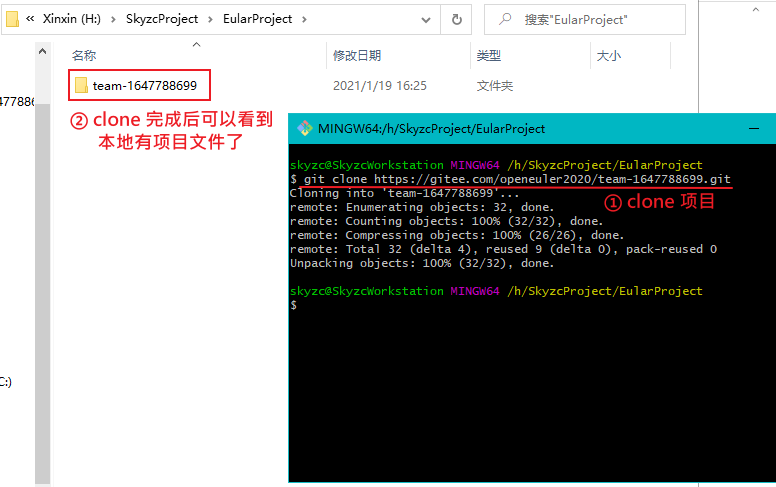 « Xinxin (H:) › SkyzcProject › EularProject ›
搜索"EularProject"
名称 修改日期 类型 大小
team-1647788699 2021/1/19 16:25 文件夹
② clone 完成后可以看到
本地有项目文件了
MINGW64:/h/SkyzcProject/EularProject
skyzc@SkyzcWorkstation MINGW64 /h/SkyzcProject/EularProject
$ git clone https://gitee.com/openeuler2020/team-1647788699.git
Cloning into 'team-1647788699'...
① clone 项目
remote: Enumerating objects: 32, done.
remote: Counting objects: 100% (32/32), done.
remote: Compressing objects: 100% (26/26), done.
remote: Total 32 (delta 4), reused 9 (delta 0), pack-reused 0
Unpacking objects: 100% (32/32), done.
skyzc@SkyzcWorkstation MINGW64 /h/SkyzcProject/EularProject
$
C:)